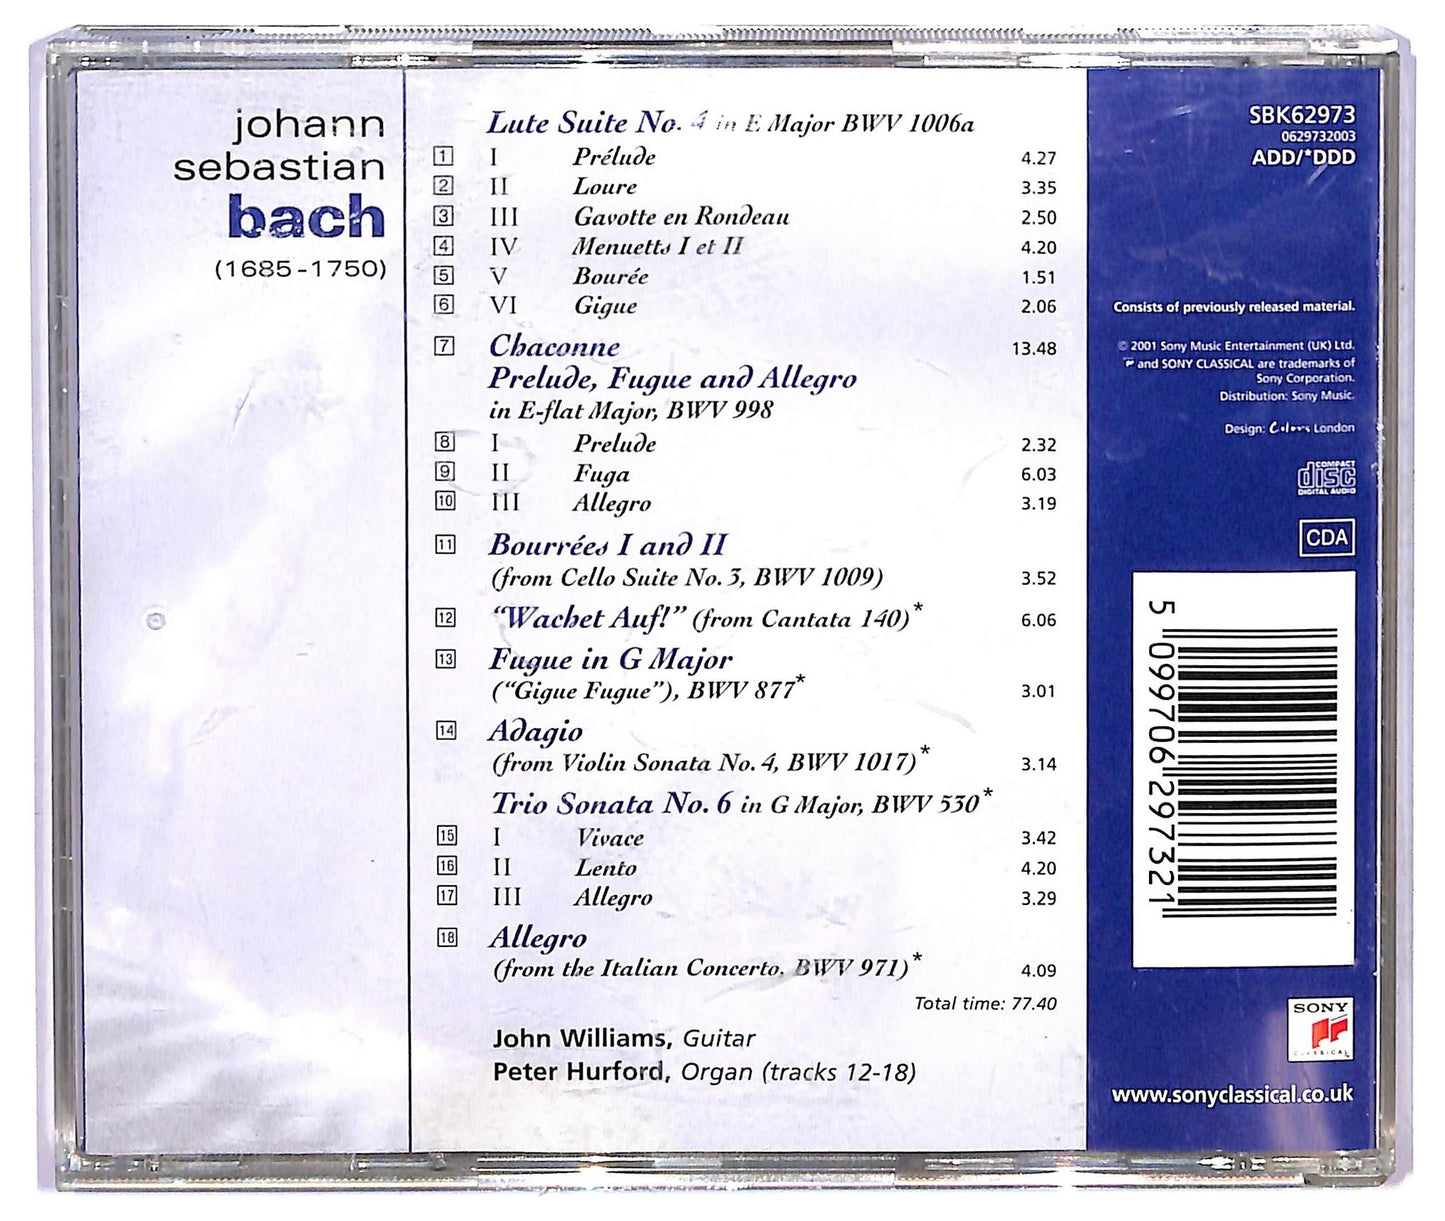 johann
sebastian
bach
(1685-1750)
Lute Suite No. 4 in E Major BWV 1006a
1 I Prélude 4.27
2 II Loure 3.35
3 III Gavotte en Rondeau 2.50
4 IV Menuetts I et II 4.20
5 V Bourée 1.51
6 VI Gigue 2.06
7 Chaconne 13.48
Prelude, Fugue and Allegro
in E-flat Major, BWV 998
8 I Prelude 2.32
9 II Fuga 6.03
10 III Allegro 3.19
11 Bourrées I and II
(from Cello Suite No. 3, BWV 1009) 3.52
12 “Wachet Auf!” (from Cantata 140)* 6.06
13 Fugue in G Major
(“Gigue Fugue”), BWV 877* 3.01
14 Adagio
(from Violin Sonata No. 4, BWV 1017)* 3.14
Trio Sonata No. 6 in G Major, BWV 530*
15 I Vivace 3.42
16 II Lento 4.20
17 III Allegro 3.29
18 Allegro
(from the Italian Concerto, BWV 971)* 4.09
Total time: 77.40
John Williams, Guitar
Peter Hurford, Organ (tracks 12-18)
SBK62973
0629732003
ADD/*DDD
Consists of previously released material.
© 2001 Sony Music Entertainment (UK) Ltd.
and SONY CLASSICAL are trademarks of
Sony Corporation.
Distribution: Sony Music.
Design: Colors London
COMPACT
disc
DIGITAL AUDIO
CDA
5 099706 297321
SONY
CLASSICAL
www.sonyclassical.co.uk